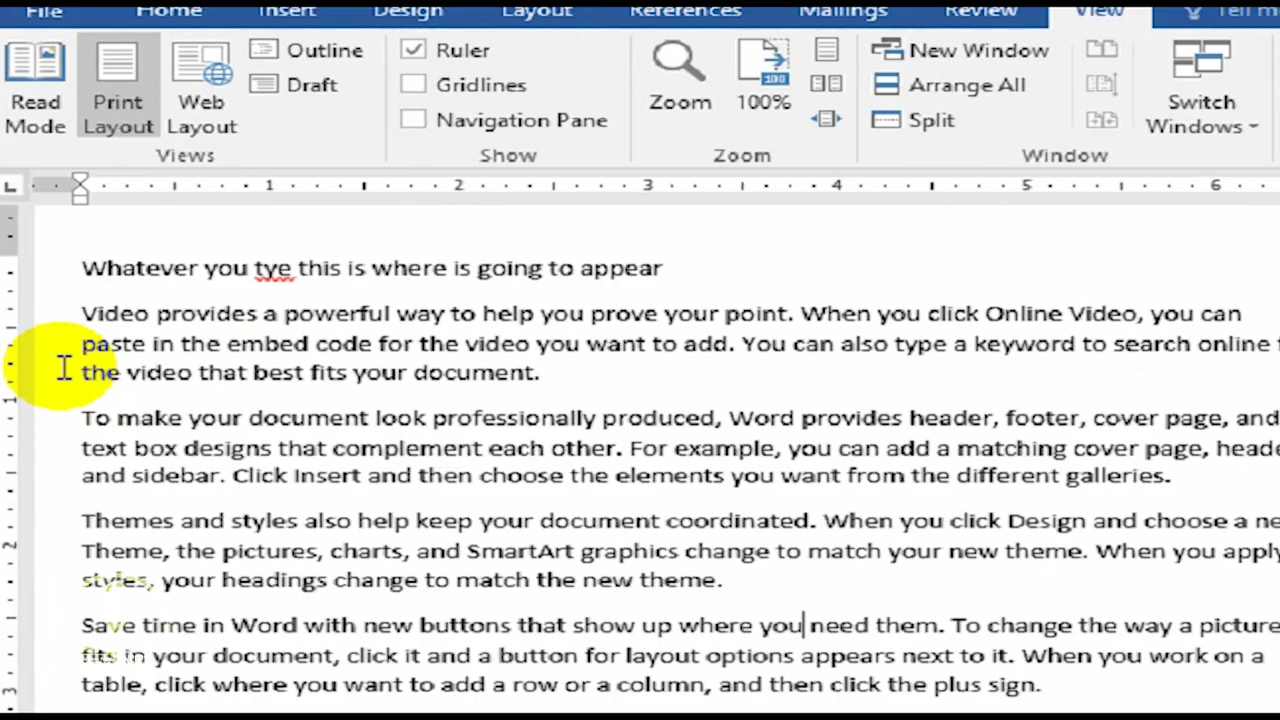 File Home Insert Design Layout References Mailings Review View Tell m
Read Mode
Print Layout
Web Layout
Outline
Draft
Views
Ruler
Gridlines
Navigation Pane
Show
Zoom
100
100%
Zoom
New Window
Arrange All
Split
Switch Windows
Window
1 2 3 4 5 6
1
2
3
Whatever you tye this is where is going to appear
Video provides a powerful way to help you prove your point. When you click Online Video, you can
paste in the embed code for the video you want to add. You can also type a keyword to search online f
the video that best fits your document.
To make your document look professionally produced, Word provides header, footer, cover page, and
text box designs that complement each other. For example, you can add a matching cover page, heade
and sidebar. Click Insert and then choose the elements you want from the different galleries.
Themes and styles also help keep your document coordinated. When you click Design and choose a ne
Theme, the pictures, charts, and SmartArt graphics change to match your new theme. When you apply
styles, your headings change to match the new theme.
Save time in Word with new buttons that show up where you need them. To change the way a picture
fits in your document, click it and a button for layout options appears next to it. When you work on a
table, click where you want to add a row or a column, and then click the plus sign.